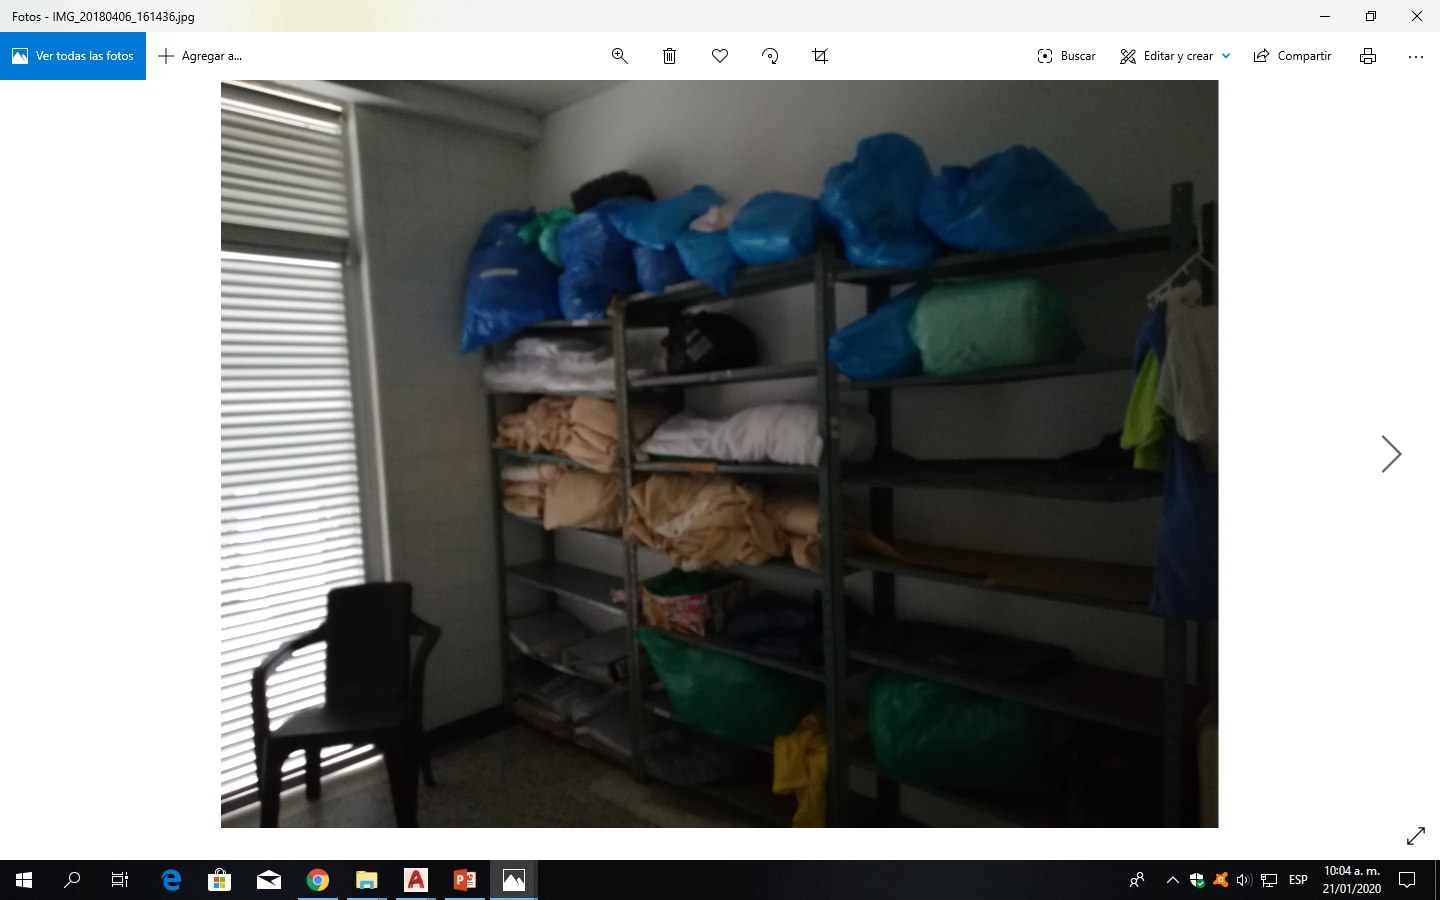 Fotos - IMG_20180406_161436.jpg
Ver todas las fotos
Agregar a...
Buscar
Editar y crear
Compartir
ESP
10:04 a. m.
21/01/2020